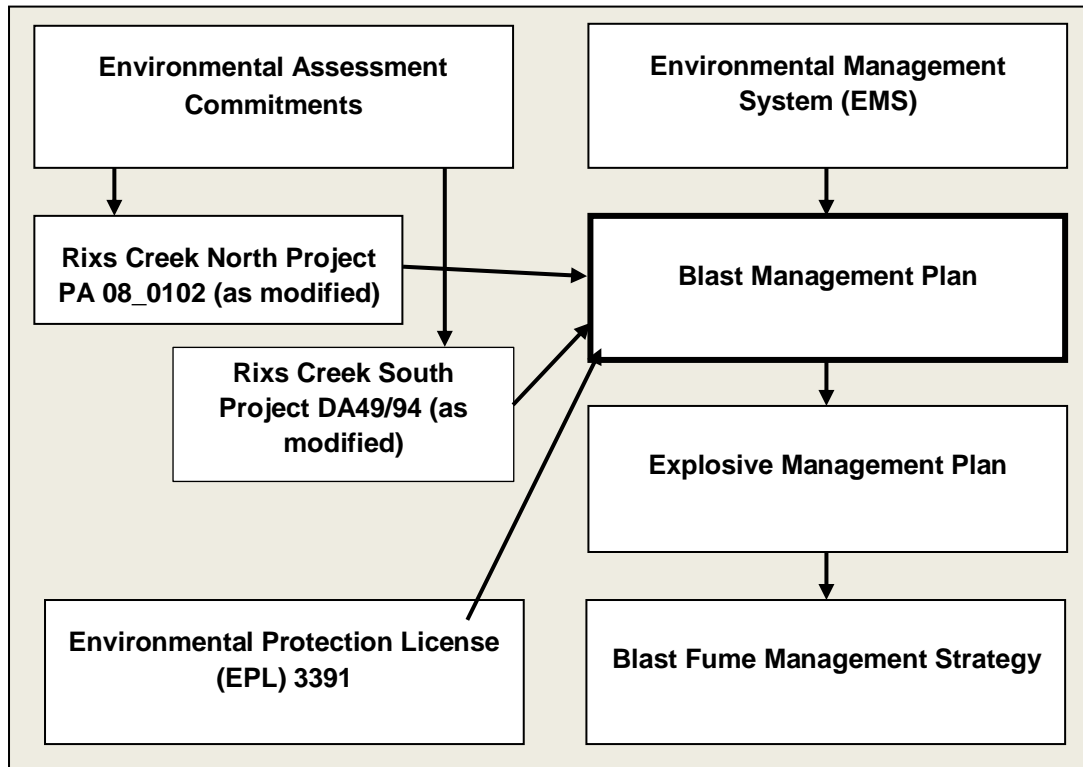 Environmental Assessment
Commitments
Environmental Management
System (EMS)
Rixs Creek North Project
PA 08_0102 (as modified)
Blast Management Plan
Rixs Creek South
Project DA49/94 (as
modified)
Explosive Management Plan
Environmental Protection License
(EPL) 3391
Blast Fume Management Strategy